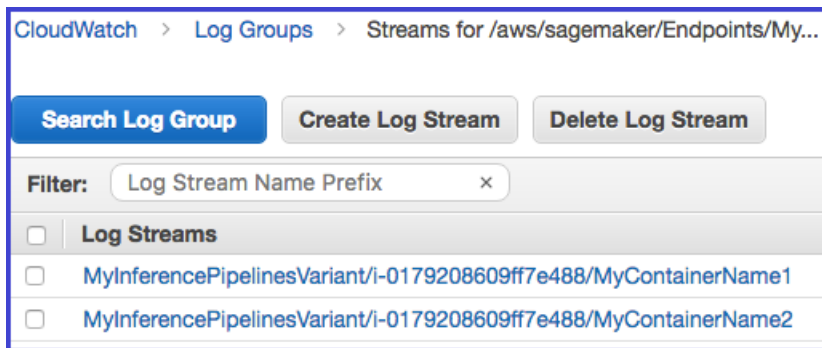 CloudWatch > Log Groups > Streams for /aws/sagemaker/Endpoints/My...
Search Log Group Create Log Stream Delete Log Stream
Filter: Log Stream Name Prefix ×
Log Streams
MyInferencePipelinesVariant/i-0179208609ff7e488/MyContainerName1
MyInferencePipelinesVariant/i-0179208609ff7e488/MyContainerName2